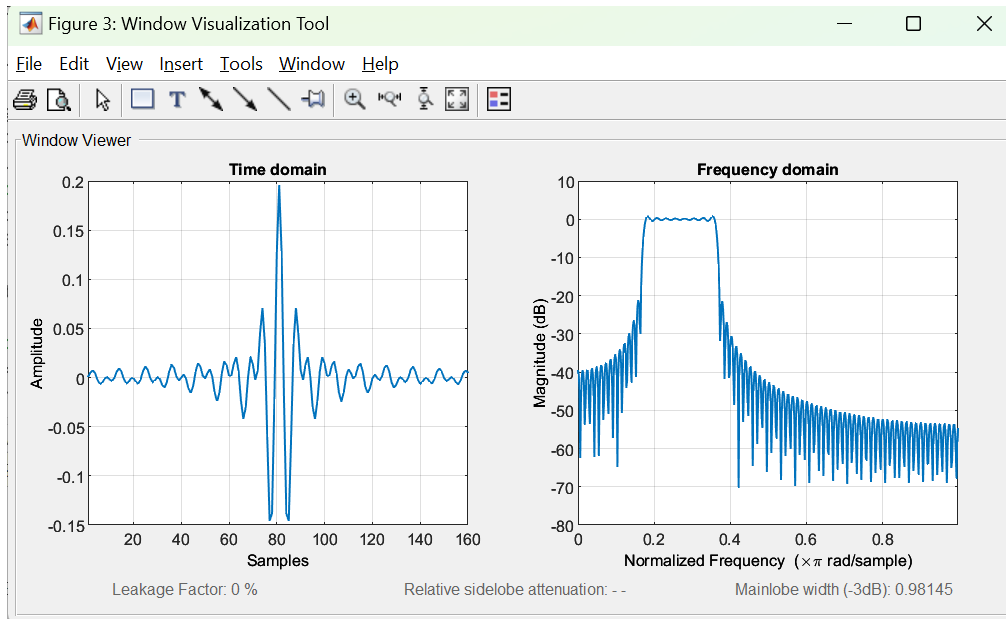 Figure 3: Window Visualization Tool
File Edit View Insert Tools Window Help
Window Viewer
Time domain
0.2
0.15
0.1
0.05
0
-0.05
-0.1
-0.15
Amplitude
20 40 60 80 100 120 140 160
Samples
Frequency domain
10
0
-10
-20
-30
-40
-50
-60
-70
-80
Magnitude (dB)
0 0.2 0.4 0.6 0.8
Normalized Frequency (×π rad/sample)
Leakage Factor: 0 % Relative sidelobe attenuation: - - Mainlobe width (-3dB): 0.98145